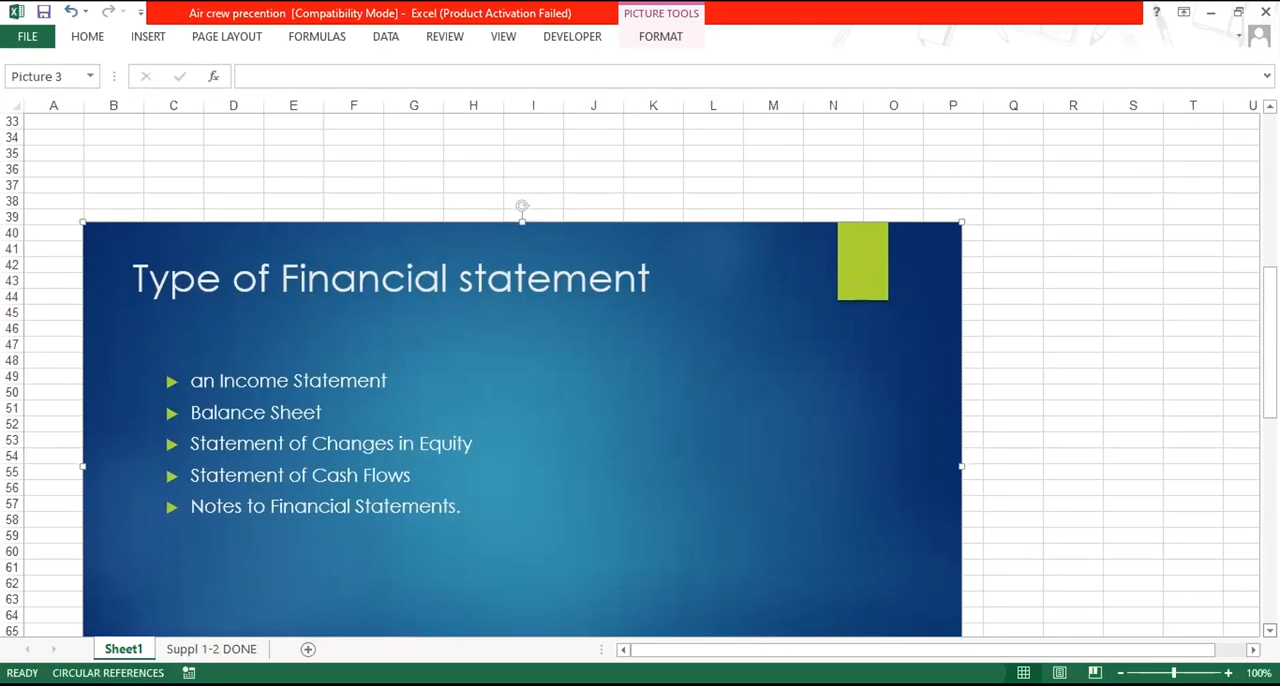 Air crew precention [Compatibility Mode] - Excel (Product Activation Failed)
PICTURE TOOLS
?
FILE HOME INSERT PAGE LAYOUT FORMULAS DATA REVIEW VIEW DEVELOPER FORMAT
Picture 3 fx
A B C D E F G H I J K L M N O P Q R S T U
33
34
35
36
37
38
39
40
41
42
43
44
45
46
47
48
49
50
51
52
53
54
55
56
57
58
59
60
61
62
63
64
65
Type of Financial statement
an Income Statement
Balance Sheet
Statement of Changes in Equity
Statement of Cash Flows
Notes to Financial Statements.
Sheet1 Suppl 1-2 DONE
READY CIRCULAR REFERENCES 100%